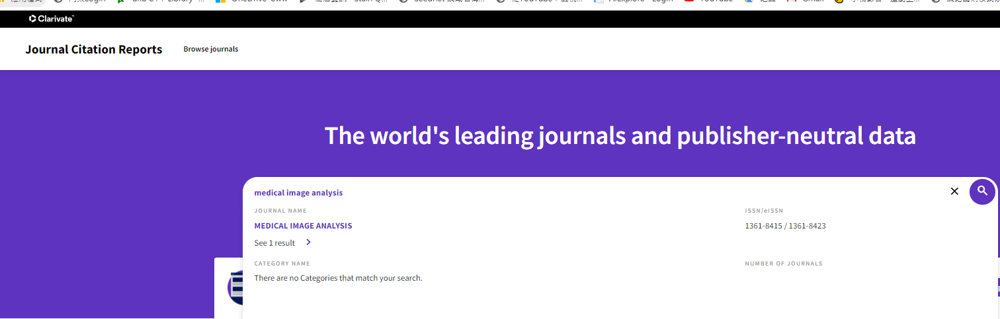 Clarivate™
Journal Citation Reports
Browse journals
The world's leading journals and publisher-neutral data
medical image analysis
JOURNAL NAME
ISSN/eISSN
MEDICAL IMAGE ANALYSIS
1361-8415 / 1361-8423
See 1 result
CATEGORY NAME
NUMBER OF JOURNALS
There are no Categories that match your search.